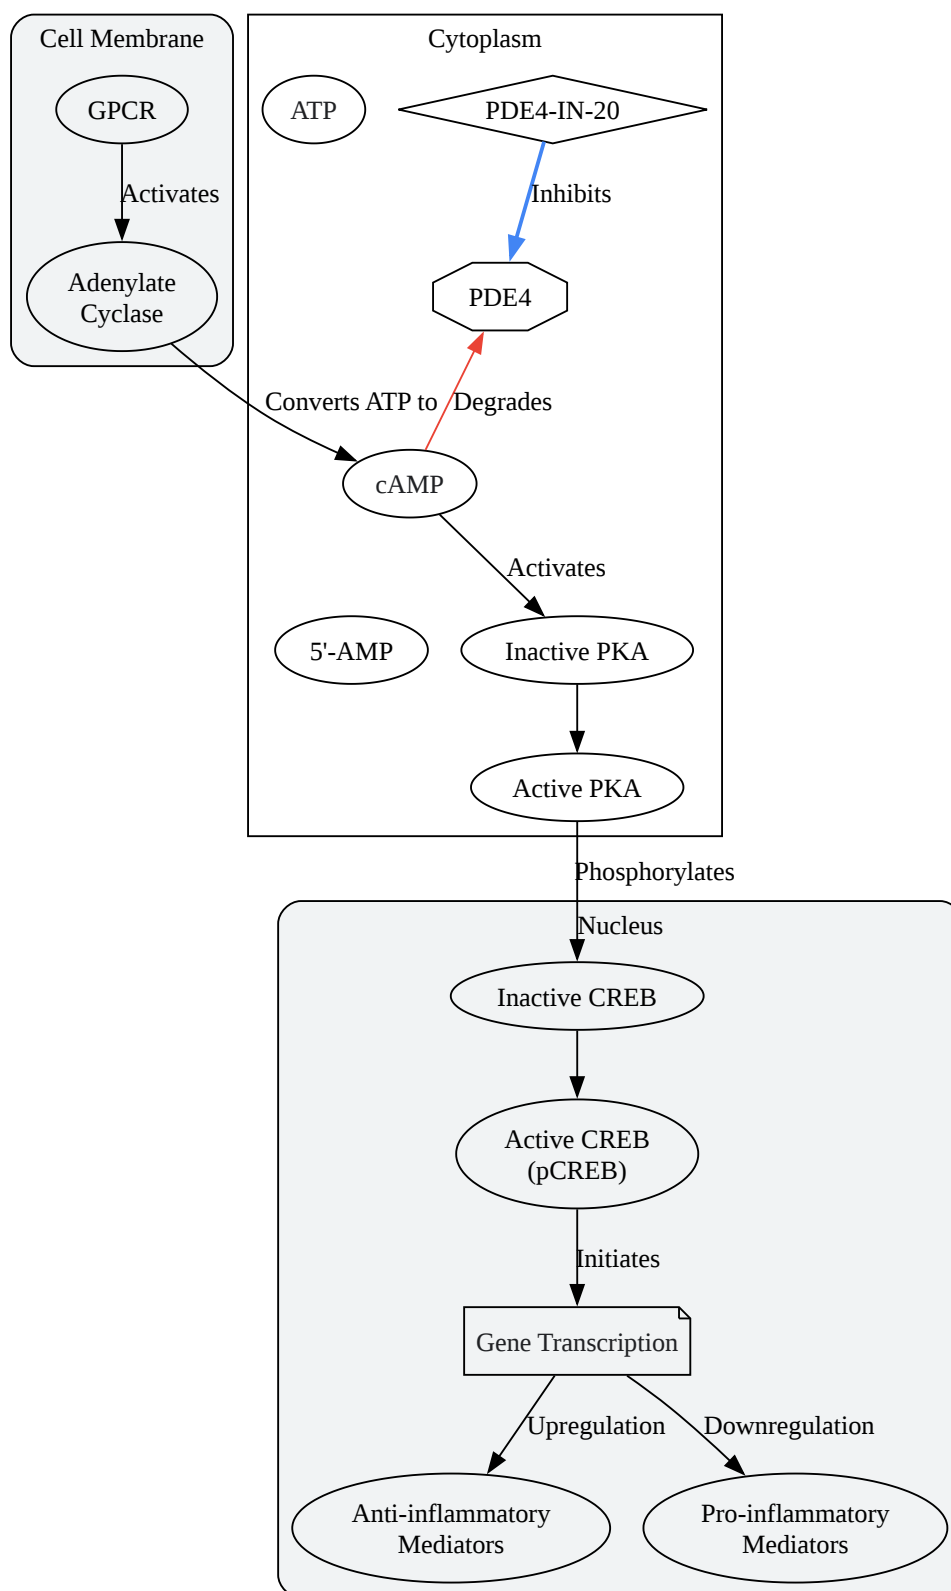 Cell Membrane
Cytoplasm
GPCR
ATP
PDE4-IN-20
Activates
Inhibits
Adenylate
Cyclase
PDE4
Converts ATP to
Degrades
cAMP
Activates
5'-AMP
Inactive PKA
Active PKA
Phosphorylates
Nucleus
Inactive CREB
Active CREB
(pCREB)
Initiates
Gene Transcription
Upregulation
Downregulation
Anti-inflammatory
Mediators
Pro-inflammatory
Mediators